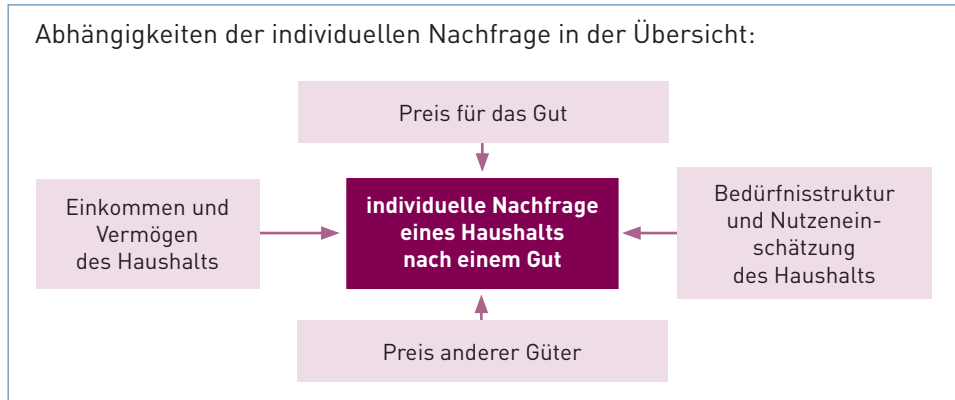 Abhängigkeiten der individuellen Nachfrage in der Übersicht:
Preis für das Gut
Einkommen und
Vermögen
des Haushalts
individuelle Nachfrage
eines Haushalts
nach einem Gut
Bedürfnisstruktur
und Nutzenein-
schätzung
des Haushalts
Preis anderer Güter